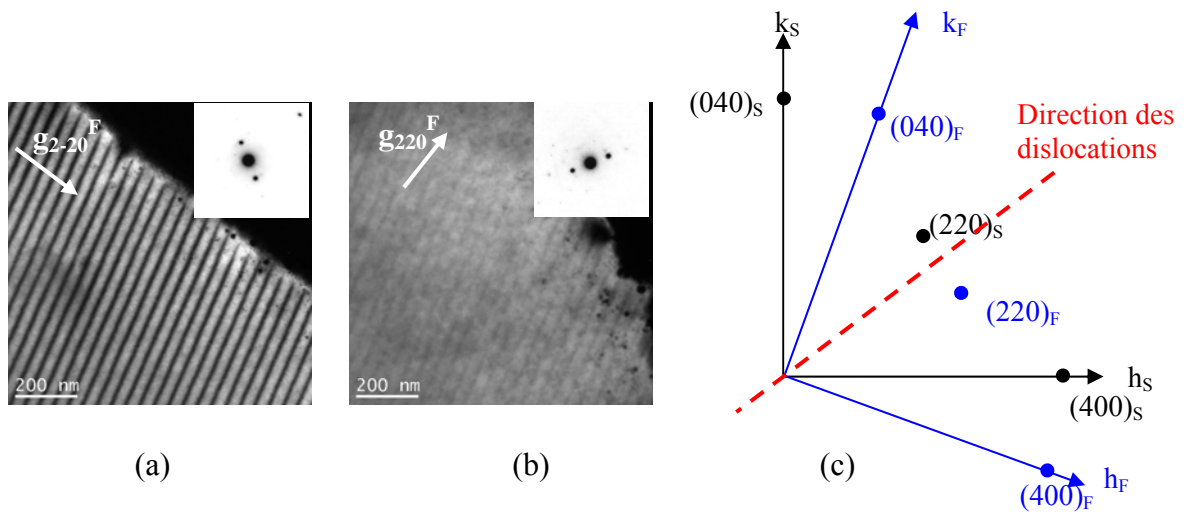 g2-20F
200 nm
(a)
g220F
200 nm
(b)
kS
kF
(040)S
(040)F
Direction des
dislocations
(220)S
(220)F
hS
(400)S
(400)F
hF
(c)